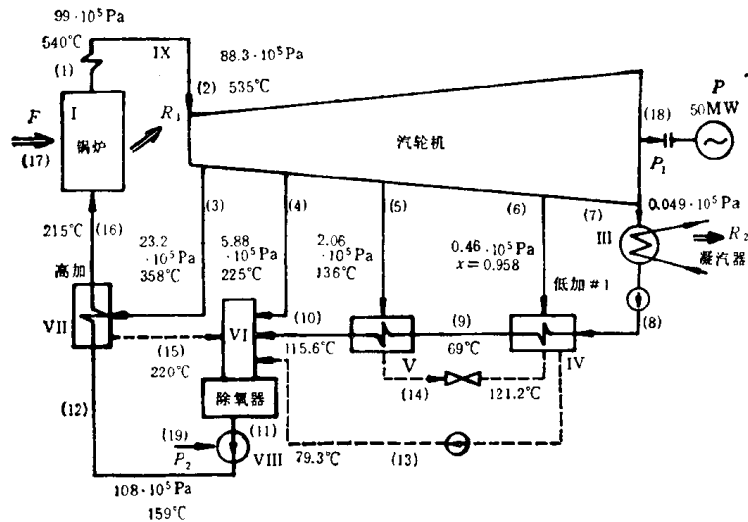 99·10⁵Pa
540℃
(1)
IX
88.3·10⁵Pa
(2)
535℃
F
(17)
I
锅炉
R₁
汽轮机
(18)
P
50MW
P₁
215℃
(16)
(3)
23.2
·10⁵Pa
358℃
(4)
5.88
·10⁵Pa
225℃
(5)
2.06
·10⁵Pa
136℃
(6)
0.46·10⁵Pa
x=0.958
(7)
0.049·10⁵Pa
III
R₂
凝汽器
高加
VII
低加#1
(8)
VI
(10)
115.6℃
V
(9)
69℃
IV
(15)
220℃
(14)
121.2℃
(12)
除氧器
(19)
P₂
(11)
VIII
79.3℃
(13)
108·10⁵Pa
159℃